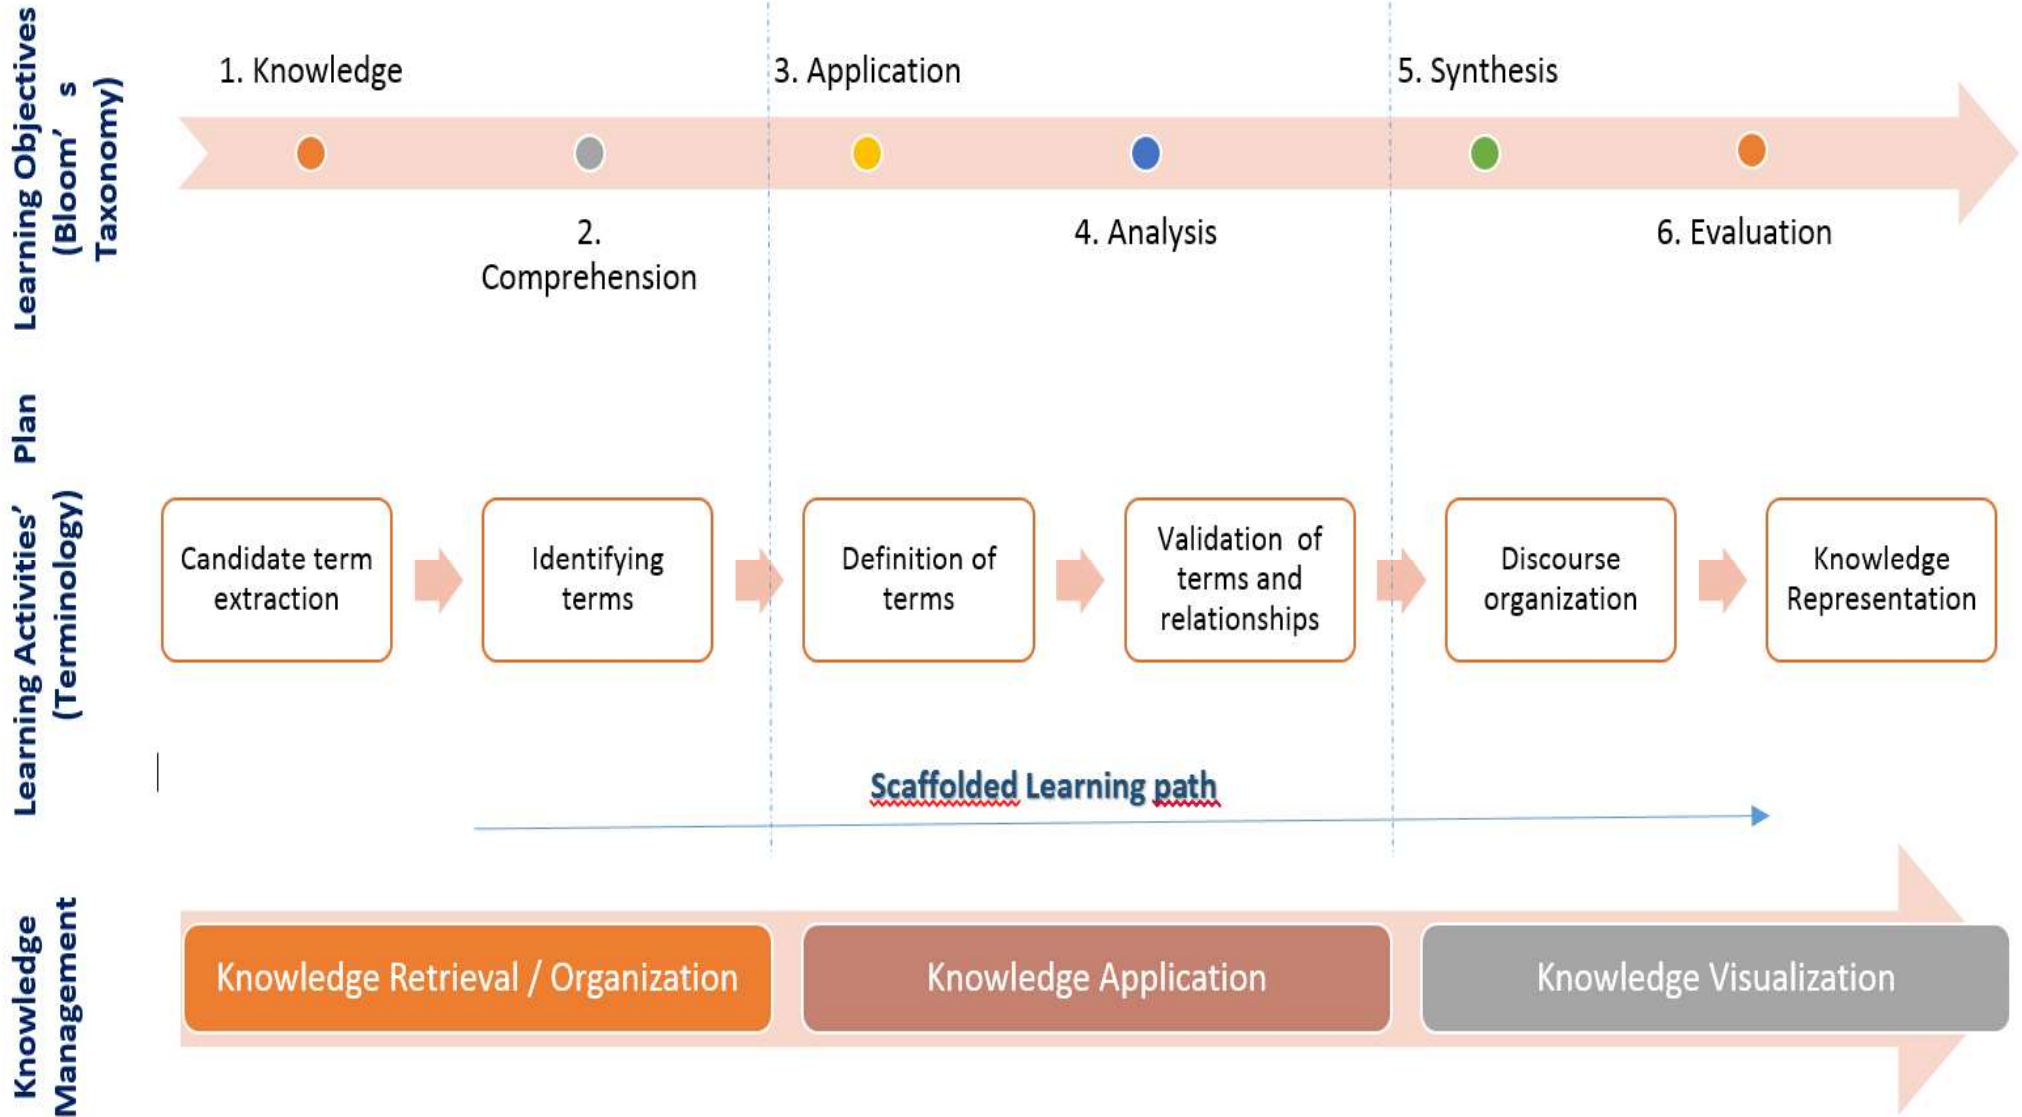 Learning Objectives
(Bloom’ s
Taxonomy)
1. Knowledge
3. Application
5. Synthesis
2.
Comprehension
4. Analysis
6. Evaluation
Learning Activities’ Plan
(Terminology)
Candidate term
extraction
Identifying
terms
Definition of
terms
Validation of
terms and
relationships
Discourse
organization
Knowledge
Representation
Scaffolded Learning path
Knowledge
Management
Knowledge Retrieval / Organization
Knowledge Application
Knowledge Visualization